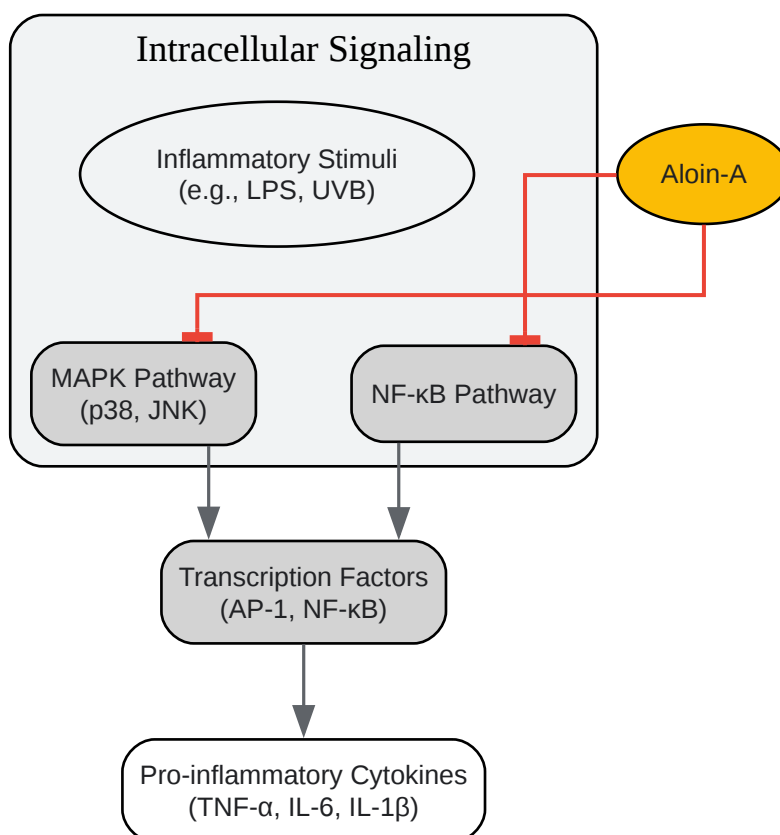 Intracellular Signaling
Inflammatory Stimuli
(e.g., LPS, UVB)
Aloin-A
MAPK Pathway
(p38, JNK)
NF-κB Pathway
Transcription Factors
(AP-1, NF-κB)
Pro-inflammatory Cytokines
(TNF-α, IL-6, IL-1β)